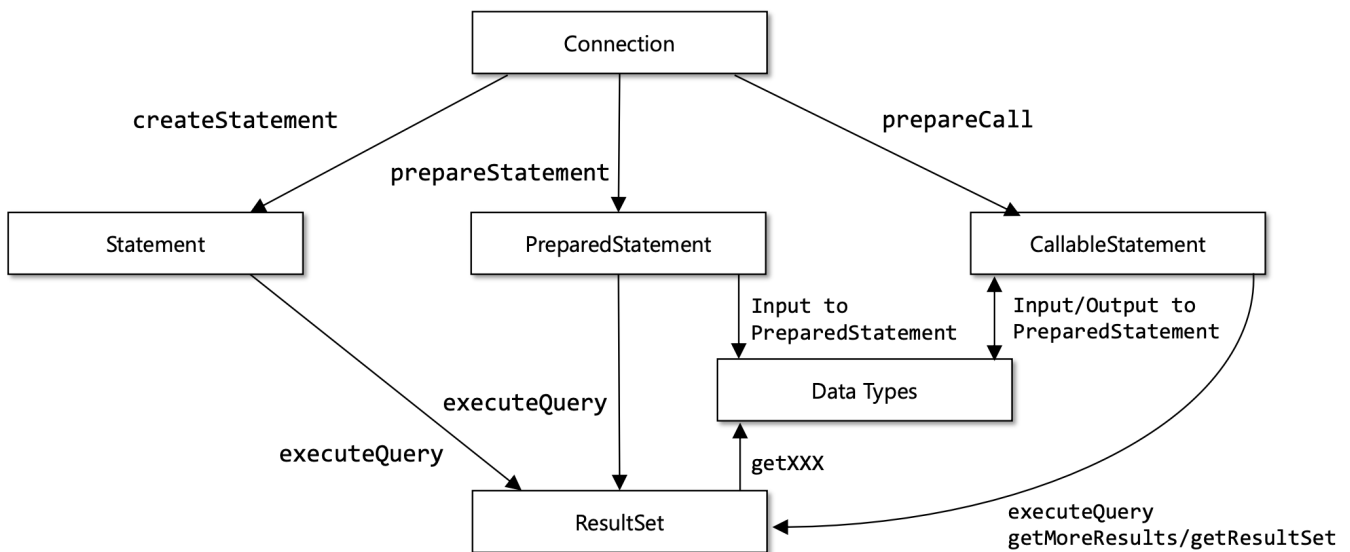 Connection
createStatement
prepareCall
prepareStatement
Statement
PreparedStatement
CallableStatement
Input to
PreparedStatement
Input/Output to
PreparedStatement
Data Types
executeQuery
executeQuery
getXXX
ResultSet
executeQuery
getMoreResults/getResultSet